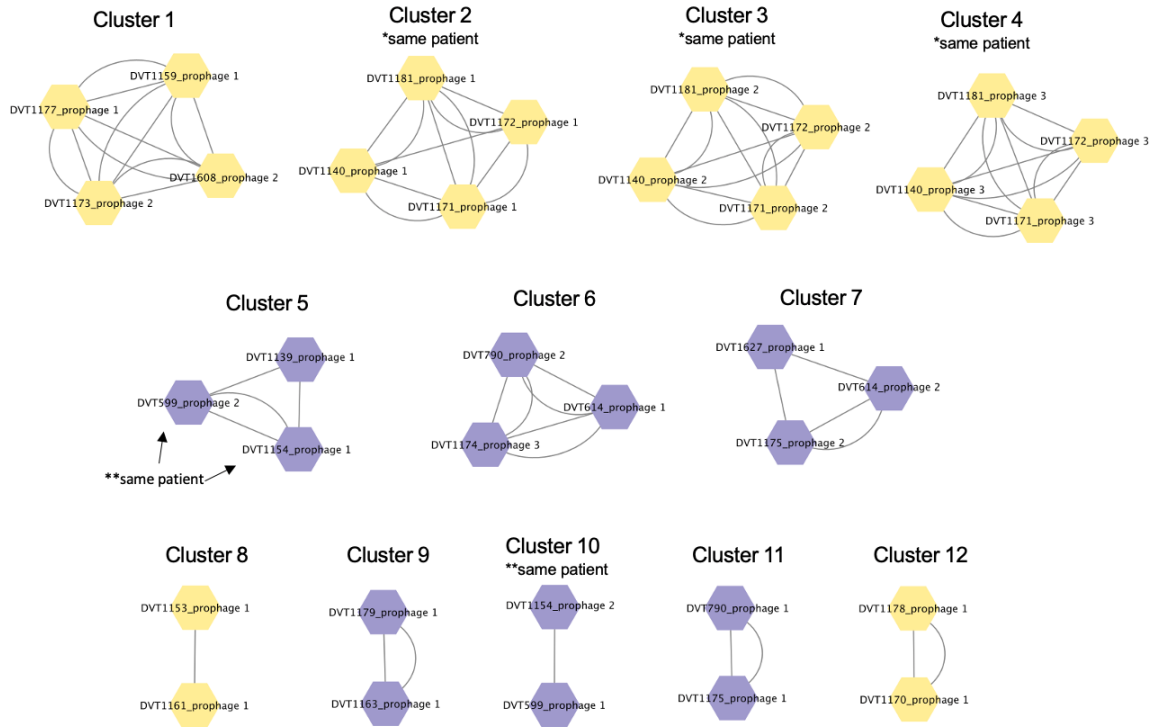 Cluster 1
Cluster 2
*same patient
Cluster 3
*same patient
Cluster 4
*same patient
DVT1159_prophage 1
DVT1177_prophage 1
DVT1608_prophage 2
DVT1173_prophage 2
DVT1181_prophage 1
DVT1172_prophage 1
DVT1140_prophage 1
DVT1171_prophage 1
DVT1181_prophage 2
DVT1172_prophage 2
DVT1140_prophage 2
DVT1171_prophage 2
DVT1181_prophage 3
DVT1172_prophage 3
DVT1140_prophage 3
DVT1171_prophage 3
Cluster 5
Cluster 6
Cluster 7
DVT1139_prophage 1
DVT599_prophage 2
DVT1154_prophage 1
**same patient
DVT790_prophage 2
DVT614_prophage 1
DVT1174_prophage 3
DVT1627_prophage 1
DVT614_prophage 2
DVT1175_prophage 2
Cluster 8
Cluster 9
Cluster 10
**same patient
Cluster 11
Cluster 12
DVT1153_prophage 1
DVT1161_prophage 1
DVT1179_prophage 1
DVT1163_prophage 1
DVT1154_prophage 2
DVT599_prophage 1
DVT790_prophage 1
DVT1175_prophage 1
DVT1178_prophage 1
DVT1170_prophage 1